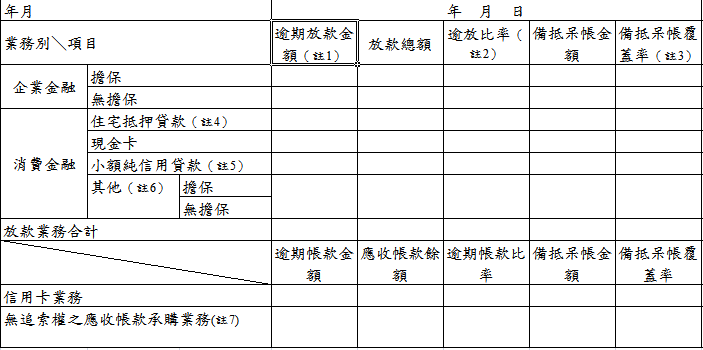 年月
年 月 日
業務別＼項目
逾期放款金
額（註1）
放款總額
逾放比率（
註2）
備抵呆帳金
額
備抵呆帳覆
蓋率（註3）
企業金融
擔保
無擔保
消費金融
住宅抵押貸款（註4）
現金卡
小額純信用貸款（註5）
其他（註6）
擔保
無擔保
放款業務合計
逾期帳款金
額
應收帳款餘
額
逾期帳款比
率
備抵呆帳金
額
備抵呆帳覆
蓋率
信用卡業務
無追索權之應收帳款承購業務(註7)